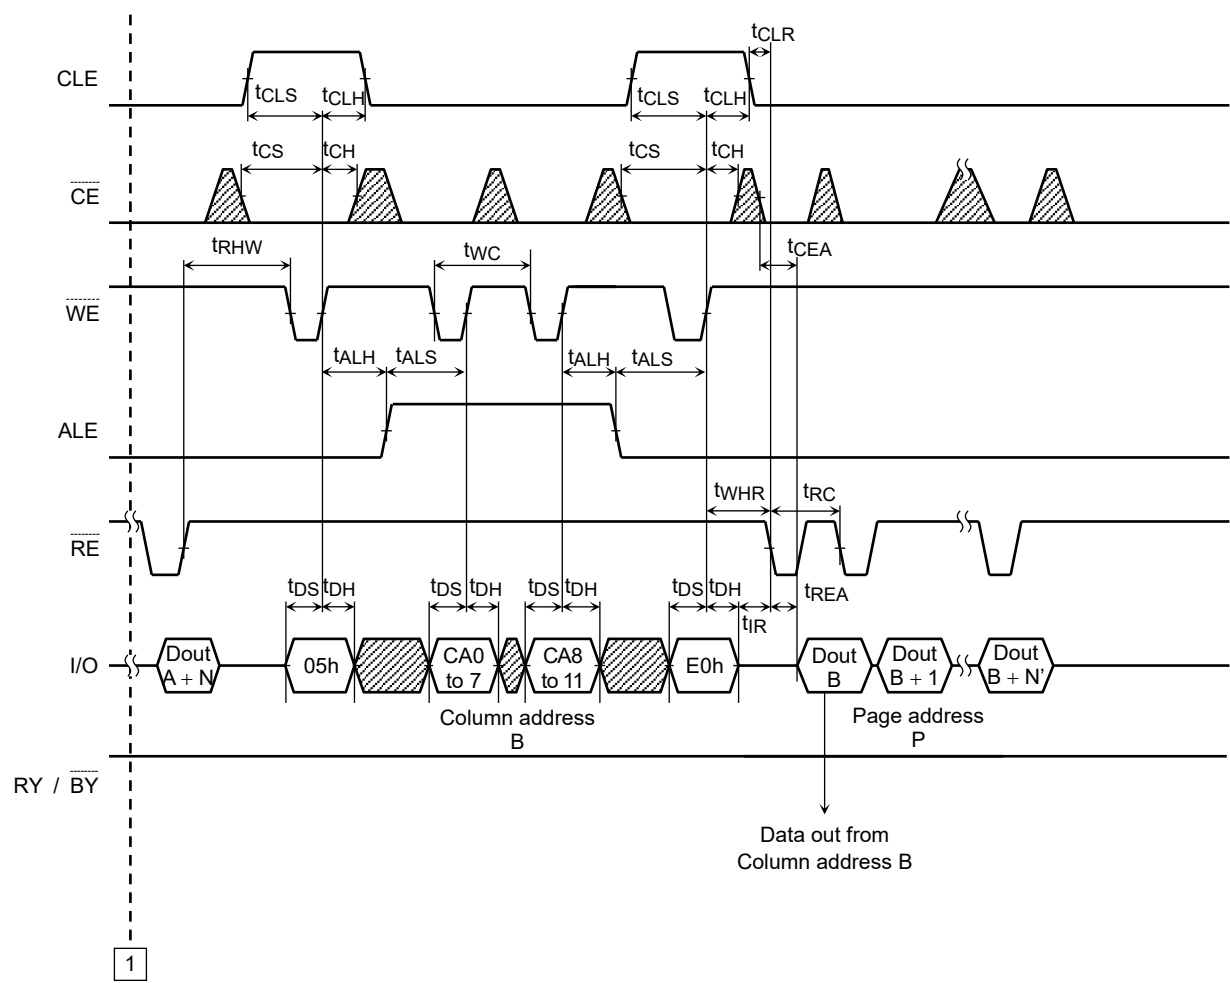 tCLR
CLE
tCLS tCLH tCLS tCLH
tCS tCH tCS tCH
CE
tRHW tWC tCEA
WE
tALH tALS tALH tALS
ALE
tWHR tRC
RE
tDS tDH tDS tDH tDS tDH tDS tDH tREA
tIR
I/O
Dout
A + N
05h
CA0
to 7
CA8
to 11
E0h
Dout
B
Dout
B + 1
Dout
B + N’
Column address
B
Page address
P
RY / BY
Data out from
Column address B
1